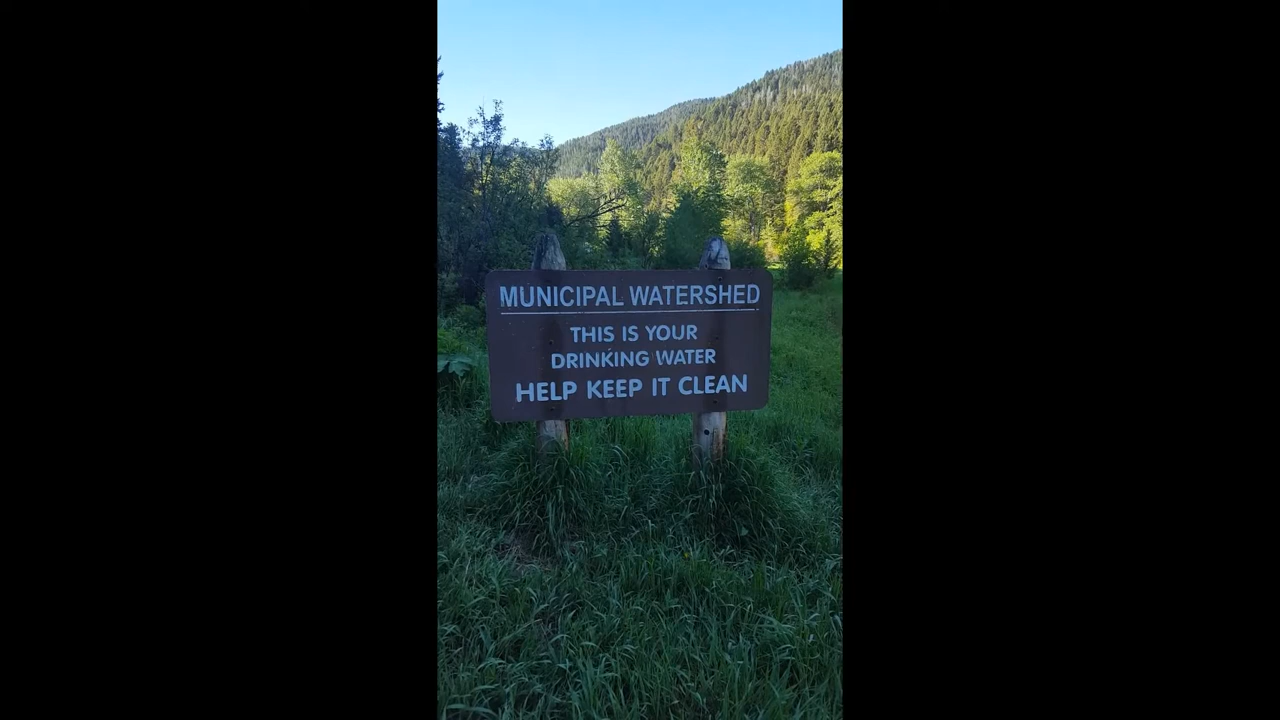 MUNICIPAL WATERSHED
THIS IS YOUR
DRINKING WATER
HELP KEEP IT CLEAN